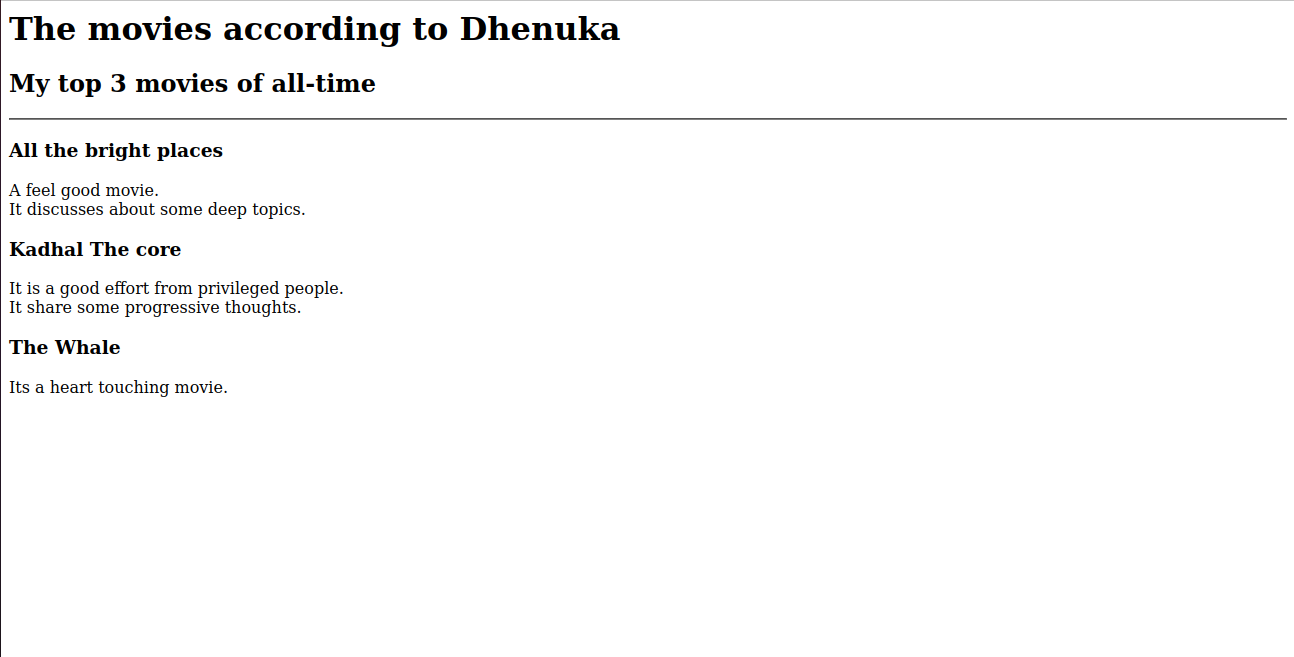 The movies according to Dhenuka
My top 3 movies of all-time
All the bright places
A feel good movie.
It discusses about some deep topics.
Kadhal The core
It is a good effort from privileged people.
It share some progressive thoughts.
The Whale
Its a heart touching movie.